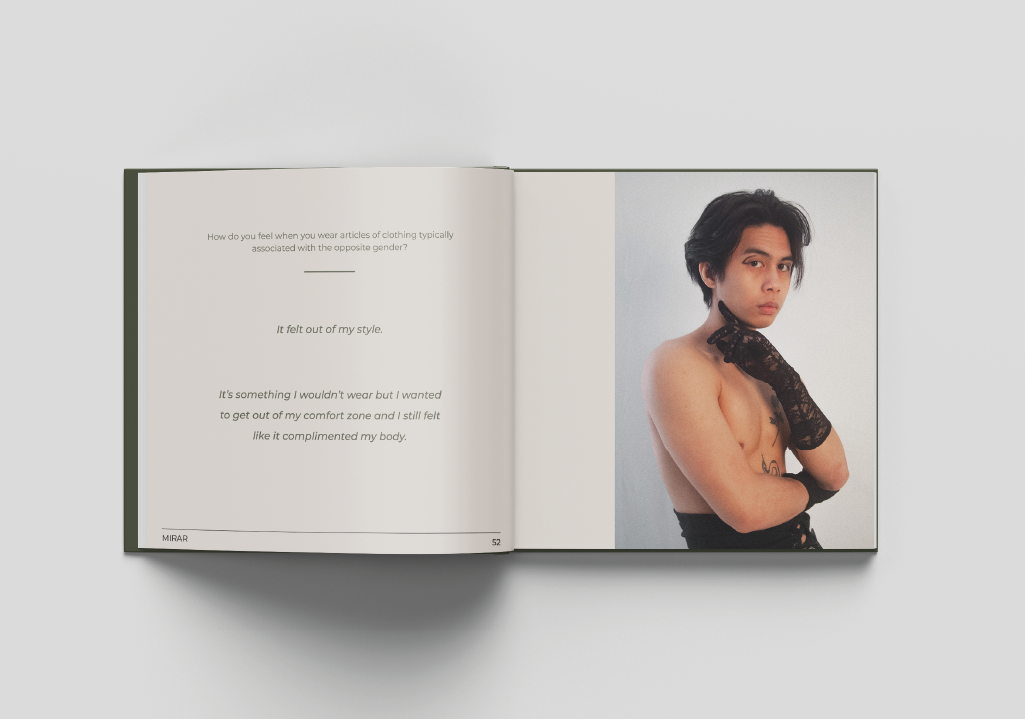 How do you feel when you wear articles of clothing typically
associated with the opposite gender?
It felt out of my style.
It's something I wouldn't wear but I wanted
to get out of my comfort zone and I still felt
like it complimented my body.
MIRAR
52